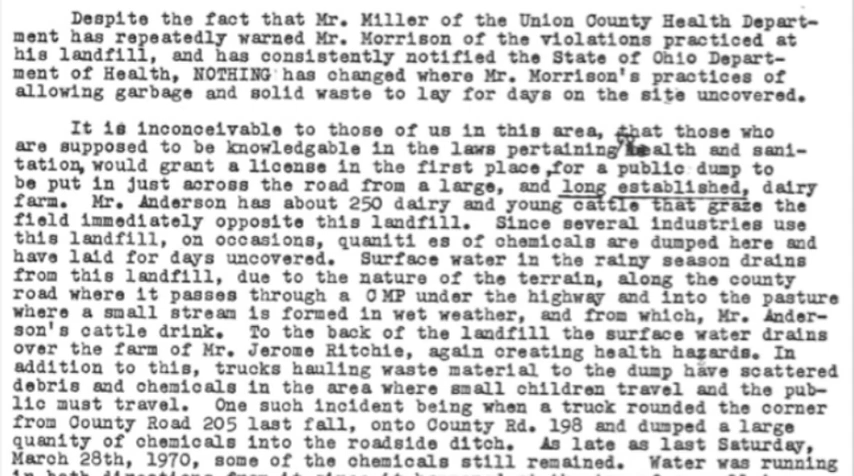 Despite the fact that Mr. Miller of the Union County Health Depart-
ment has repeatedly warned Mr. Morrison of the violations practiced at
his landfill, and has consistently notified the State of Ohio Depart-
ment of Health, NOTHING has changed where Mr. Morrison's practices of
allowing garbage and solid waste to lay for days on the site uncovered.
It is inconceivable to those of us in this area, that those who
are supposed to be knowledgable in the laws pertaining health and sani-
tation, would grant a license in the first place, for a public dump to
be put in just across the road from a large, and long established, dairy
farm. Mr. Anderson has about 250 dairy and young cattle that graze the
field immediately opposite this landfill. Since several industries use
this landfill, on occasions, quaniti es of chemicals are dumped here and
have laid for days uncovered. Surface water in the rainy season drains
from this landfill, due to the nature of the terrain, along the county
road where it passes through a CMP under the highway and into the pasture
where a small stream is formed in wet weather, and from which, Mr. Ander-
son's cattle drink. To the back of the landfill the surface water drains
over the farm of Mr. Jerome Ritchie, again creating health hazards. In
addition to this, trucks hauling waste material to the dump have scattered
debris and chemicals in the area where small children travel and the pub-
lic must travel. One such incident being when a truck rounded the corner
from County Road 205 last fall, onto County Rd. 198 and dumped a large
quanity of chemicals into the roadside ditch. As late as last Saturday,
March 28th, 1970, some of the chemicals still remained. Water was running